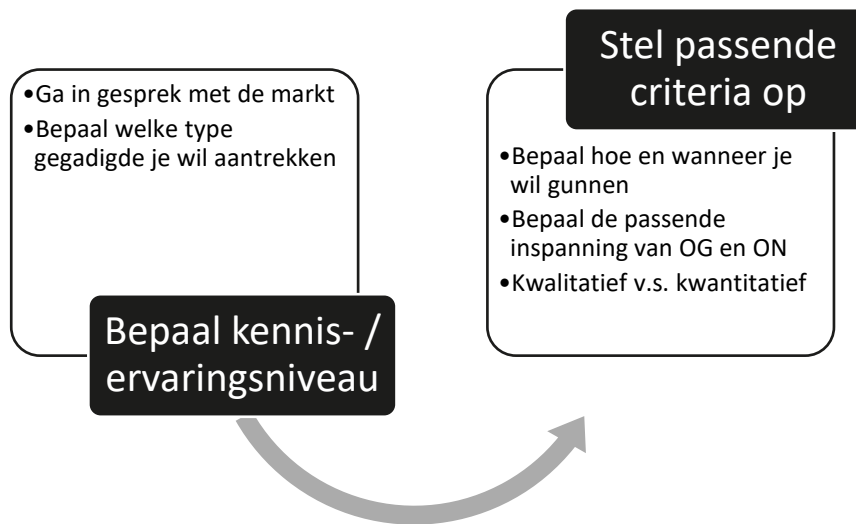 •Ga in gesprek met de markt
•Bepaal welke type
gegadigde je wil aantrekken
Bepaal kennis- /
ervaringsniveau
Stel passende
criteria op
•Bepaal hoe en wanneer je
wil gunnen
•Bepaal de passende
inspanning van OG en ON
•Kwalitatief v.s. kwantitatief